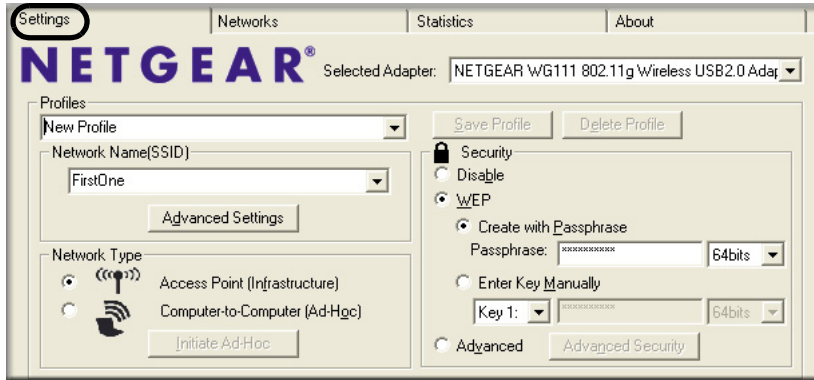 Settings
Networks
Statistics
About
NETGEAR®
Selected Adapter:
NETGEAR WG111 802.11g Wireless USB2.0 Adap
Profiles
New Profile
Save Profile
Delete Profile
Network Name(SSID)
FirstOne
Advanced Settings
Security
Disable
WEP
Create with Passphrase
Passphrase:
xxxxxxxxxx
64bits
Enter Key Manually
Key 1:
xxxxxxxxxx
64bits
Advanced
Advanced Security
Network Type
Access Point (Infrastructure)
Computer-to-Computer (Ad-Hoc)
Initiate Ad-Hoc